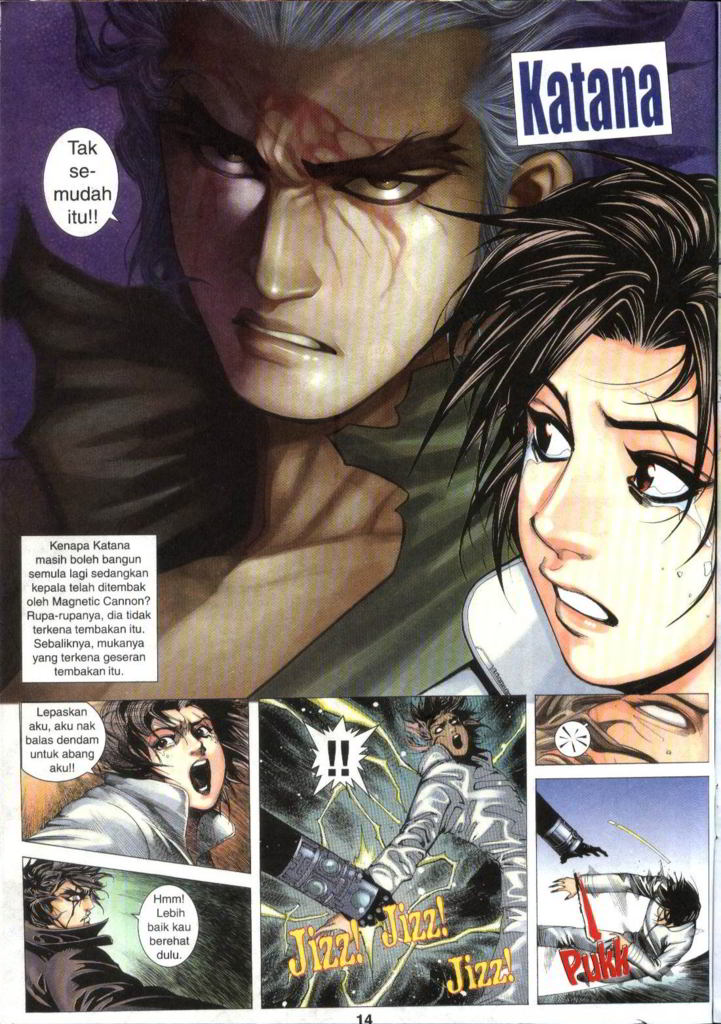 Katana
Tak
se-
mudah
itu!!
Kenapa Katana
masih boleh bangun
semula lagi sedangkan
kepala telah ditembak
oleh Magnetic Cannon?
Rupa-rupanya, dia tidak
terkena tembakan itu.
Sebaliknya, mukanya
yang terkena geseran
tembakan itu.
Lepaskan
aku, aku nak
balas dendam
untuk abang
aku!!
Hmm!
Lebih
baik kau
berehat
dulu.
!!
Jizz! Jizz!
Jizz!
Pukk
14